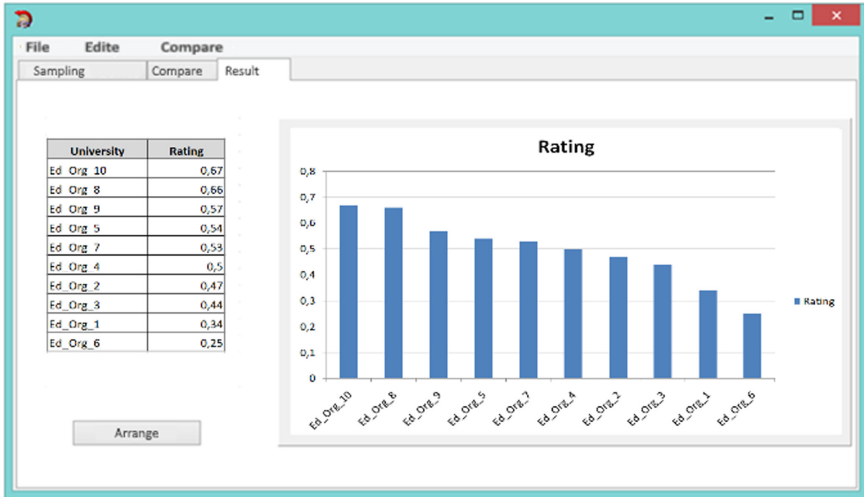 File Edite Compare
Sampling Compare Result
University Rating
Ed_Org_10 0,67
Ed_Org_8 0,66
Ed_Org_9 0,57
Ed_Org_5 0,54
Ed_Org_7 0,53
Ed_Org_4 0,5
Ed_Org_2 0,47
Ed_Org_3 0,44
Ed_Org_1 0,34
Ed_Org_6 0,25
Arrange
Rating
0,8
0,7
0,6
0,5
0,4
0,3
0,2
0,1
0
Ed_Org_10 Ed_Org_8 Ed_Org_9 Ed_Org_5 Ed_Org_7 Ed_Org_4 Ed_Org_2 Ed_Org_3 Ed_Org_1 Ed_Org_6
Rating